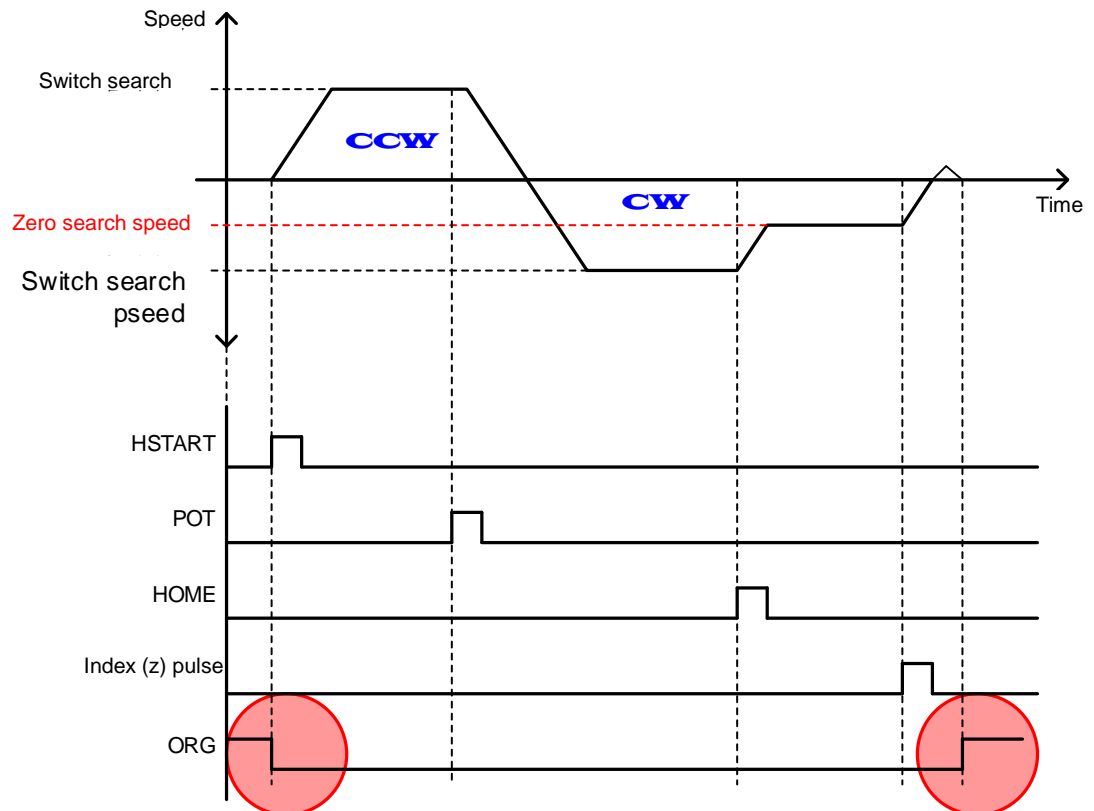 Speed
Switch search
CCW
CW
Time
Zero search speed
Switch search
pseed
HSTART
POT
HOME
Index (z) pulse
ORG